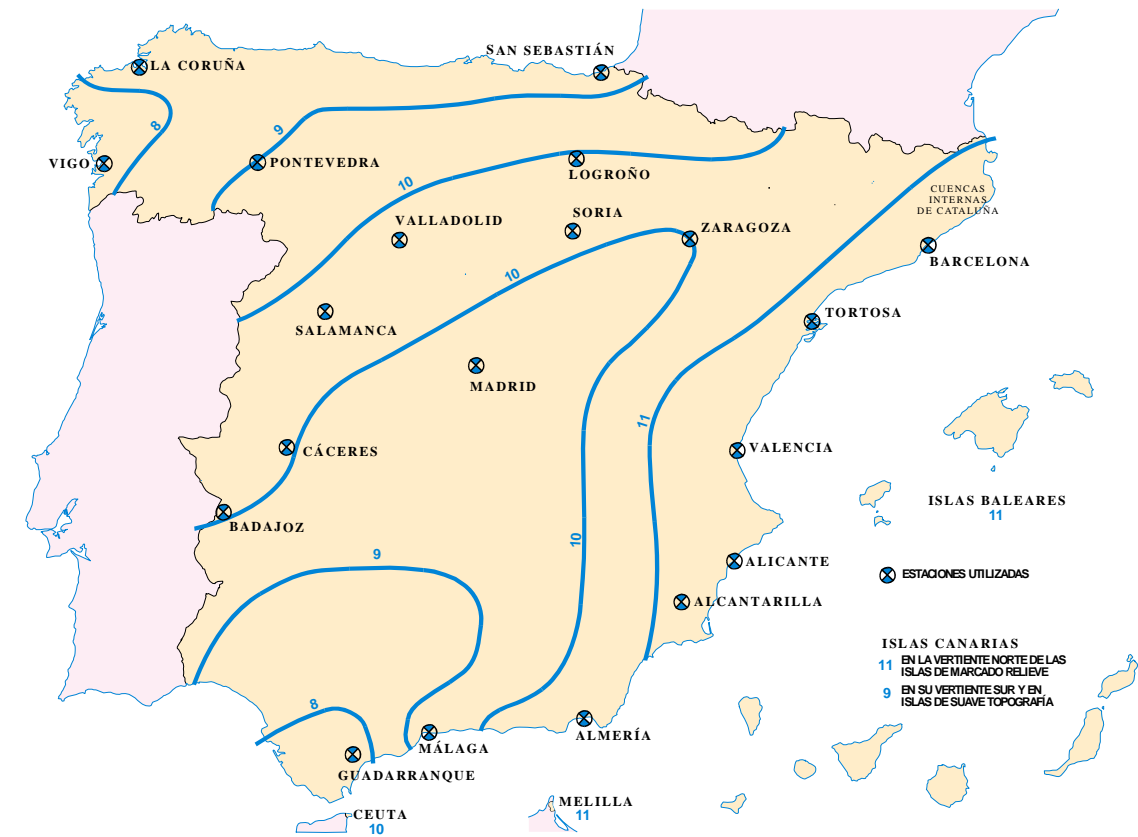 SAN SEBASTIÁN
LA CORUÑA
8
9
VIGO
PONTEVEDRA
LOGROÑO
10
CUENCAS
INTERNAS
DE CATALUÑA
VALLADOLID
SORIA
ZARAGOZA
BARCELONA
10
TORTOSA
SALAMANCA
MADRID
11
CÁCERES
VALENCIA
ISLAS BALEARES
11
BADAJOZ
10
9
ALICANTE
ESTACIONES UTILIZADAS
ALCANTARILLA
ISLAS CANARIAS
11 EN LA VERTIENTE NORTE DE LAS
ISLAS DE MARCADO RELIEVE
9 EN SU VERTIENTE SUR Y EN
ISLAS DE SUAVE TOPOGRAFÍA
8
MÁLAGA
ALMERÍA
GUADARRANQUE
CEUTA
10
MELILLA
11